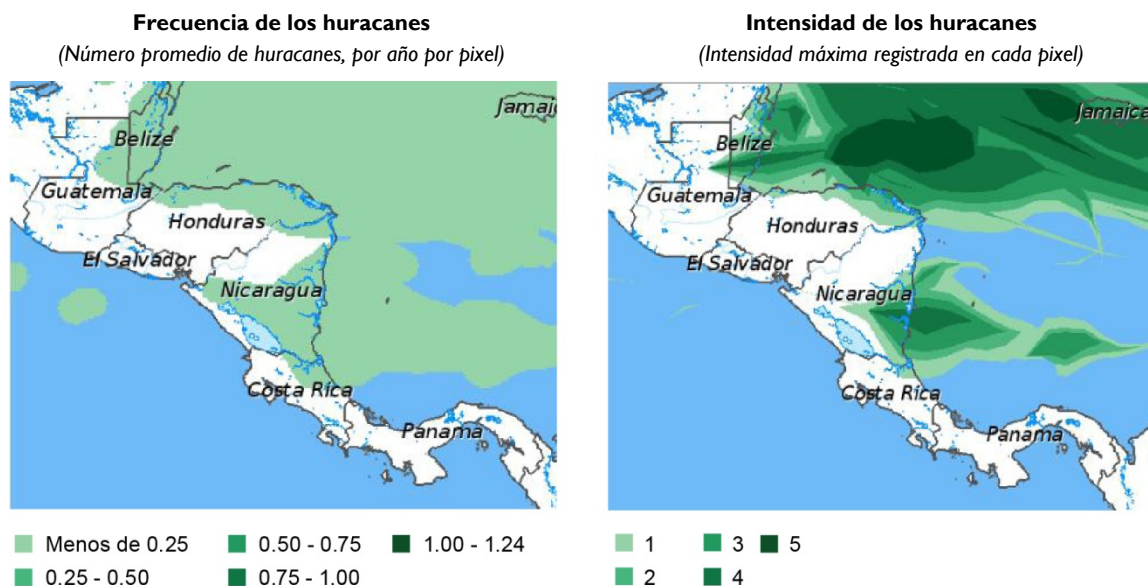 Frecuencia de los huracanes
(Número promedio de huracanes, por año por pixel)
Jamaic
Belize
Guatemala
Honduras
El Salvador
Nicaragua
Costa Rica
Panama
Menos de 0.25
0.50 - 0.75
1.00 - 1.24
0.25 - 0.50
0.75 - 1.00
Intensidad de los huracanes
(Intensidad máxima registrada en cada pixel)
Jamaica
Belize
Guatemala
Honduras
El Salvador
Nicaragua
Costa Rica
Panama
1
3
5
2
4